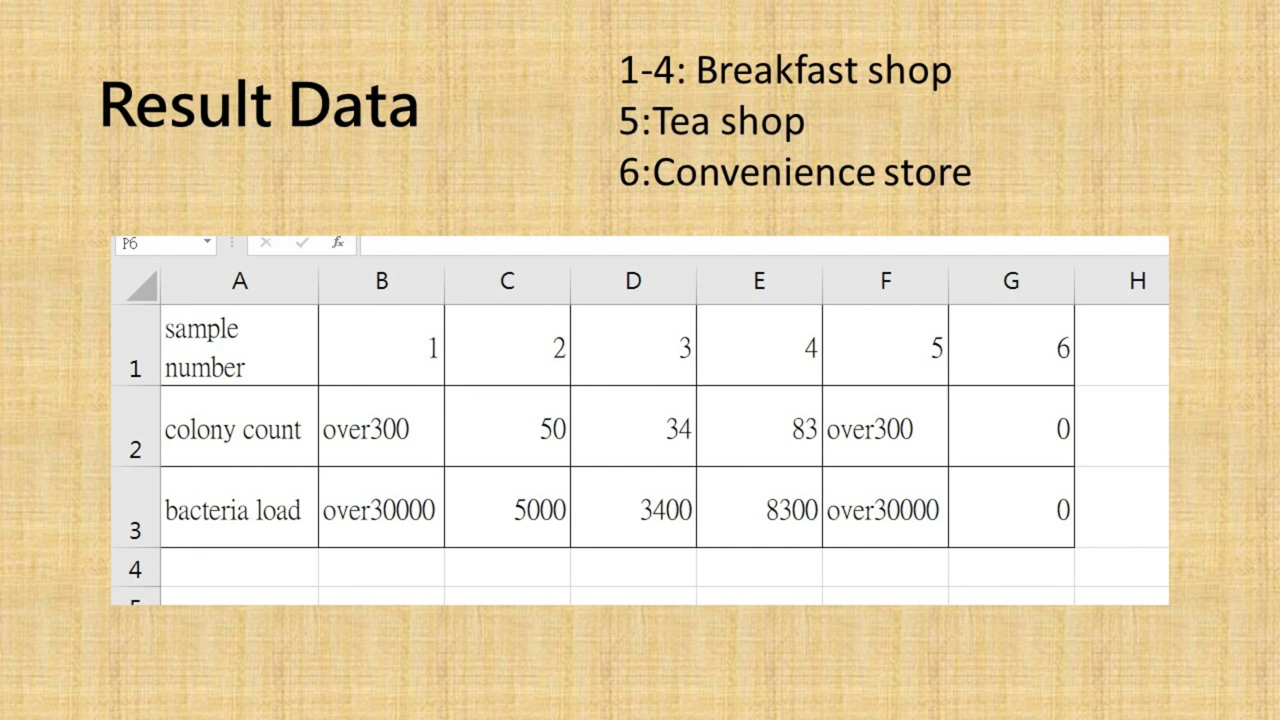 Result Data
1-4: Breakfast shop
5:Tea shop
6:Convenience store
P6 fx
A B C D E F G H
1 sample number 1 2 3 4 5 6
2 colony count over300 50 34 83 over300 0
3 bacteria load over30000 5000 3400 8300 over30000 0
4